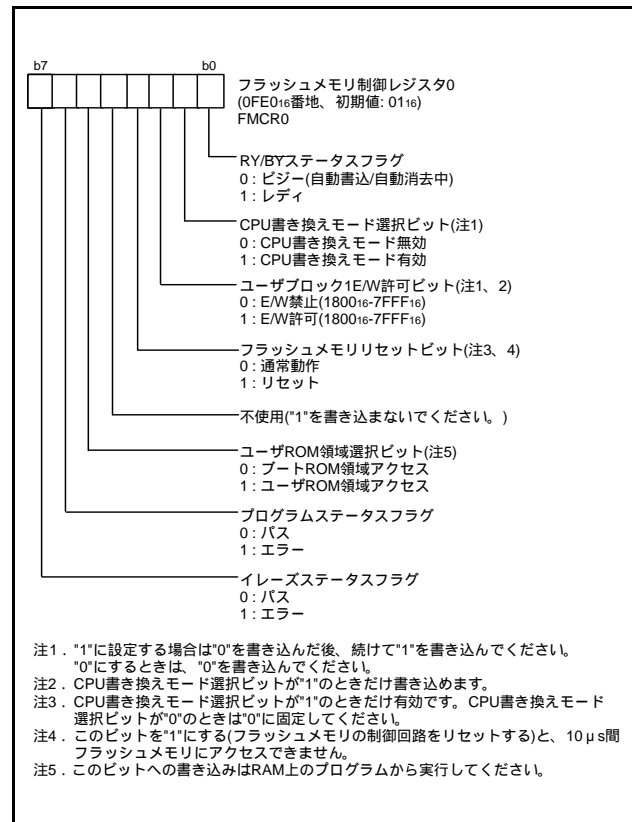 b7 b0
フラッシュメモリ制御レジスタ0
(0FE016番地、初期値: 0116)
FMCR0
RY/BYステータスフラグ
0 : ビジー(自動書込/自動消去中)
1 : レディ
CPU書き換えモード選択ビット(注1)
0 : CPU書き換えモード無効
1 : CPU書き換えモード有効
ユーザブロック1E/W許可ビット(注1、2)
0 : E/W禁止(180016-7FFF16)
1 : E/W許可(180016-7FFF16)
フラッシュメモリリセットビット(注3、4)
0 : 通常動作
1 : リセット
不使用("1"を書き込まないでください。)
ユーザROM領域選択ビット(注5)
0 : ブートROM領域アクセス
1 : ユーザROM領域アクセス
プログラムステータスフラグ
0 : パス
1 : エラー
イレーズステータスフラグ
0 : パス
1 : エラー
注1．"1"に設定する場合は"0"を書き込んだ後、続けて"1"を書き込んでください。
"0"にするときは、"0"を書き込んでください。
注2．CPU書き換えモード選択ビットが"1"のときだけ書き込めます。
注3．CPU書き換えモード選択ビットが"1"のときだけ有効です。CPU書き換えモード
選択ビットが"0"のときは"0"に固定してください。
注4．このビットを"1"にする(フラッシュメモリの制御回路をリセットする)と、10μs間
フラッシュメモリにアクセスできません。
注5．このビットへの書き込みはRAM上のプログラムから実行してください。